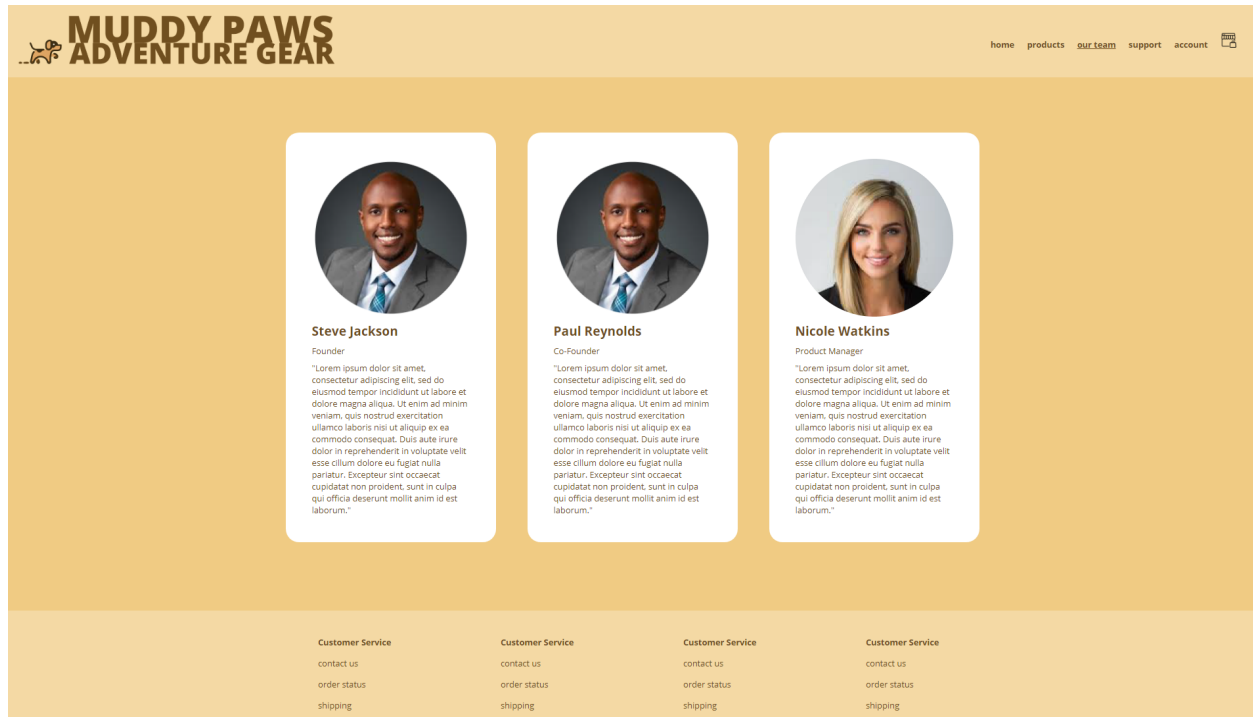 MUDDY PAWS
ADVENTURE GEAR
home products our team support account
Steve Jackson
Founder
"Lorem ipsum dolor sit amet,
consectetur adipiscing elit, sed do
eiusmod tempor incididunt ut labore et
dolore magna aliqua. Ut enim ad minim
veniam, quis nostrud exercitation
ullamco laboris nisi ut aliquip ex ea
commodo consequat. Duis aute irure
dolor in reprehenderit in voluptate velit
esse cillum dolore eu fugiat nulla
pariatur. Excepteur sint occaecat
cupidatat non proident, sunt in culpa
qui officia deserunt mollit anim id est
laborum."
Paul Reynolds
Co-Founder
"Lorem ipsum dolor sit amet,
consectetur adipiscing elit, sed do
eiusmod tempor incididunt ut labore et
dolore magna aliqua. Ut enim ad minim
veniam, quis nostrud exercitation
ullamco laboris nisi ut aliquip ex ea
commodo consequat. Duis aute irure
dolor in reprehenderit in voluptate velit
esse cillum dolore eu fugiat nulla
pariatur. Excepteur sint occaecat
cupidatat non proident, sunt in culpa
qui officia deserunt mollit anim id est
laborum."
Nicole Watkins
Product Manager
"Lorem ipsum dolor sit amet,
consectetur adipiscing elit, sed do
eiusmod tempor incididunt ut labore et
dolore magna aliqua. Ut enim ad minim
veniam, quis nostrud exercitation
ullamco laboris nisi ut aliquip ex ea
commodo consequat. Duis aute irure
dolor in reprehenderit in voluptate velit
esse cillum dolore eu fugiat nulla
pariatur. Excepteur sint occaecat
cupidatat non proident, sunt in culpa
qui officia deserunt mollit anim id est
laborum."
Customer Service
contact us
order status
shipping
Customer Service
contact us
order status
shipping
Customer Service
contact us
order status
shipping
Customer Service
contact us
order status
shipping